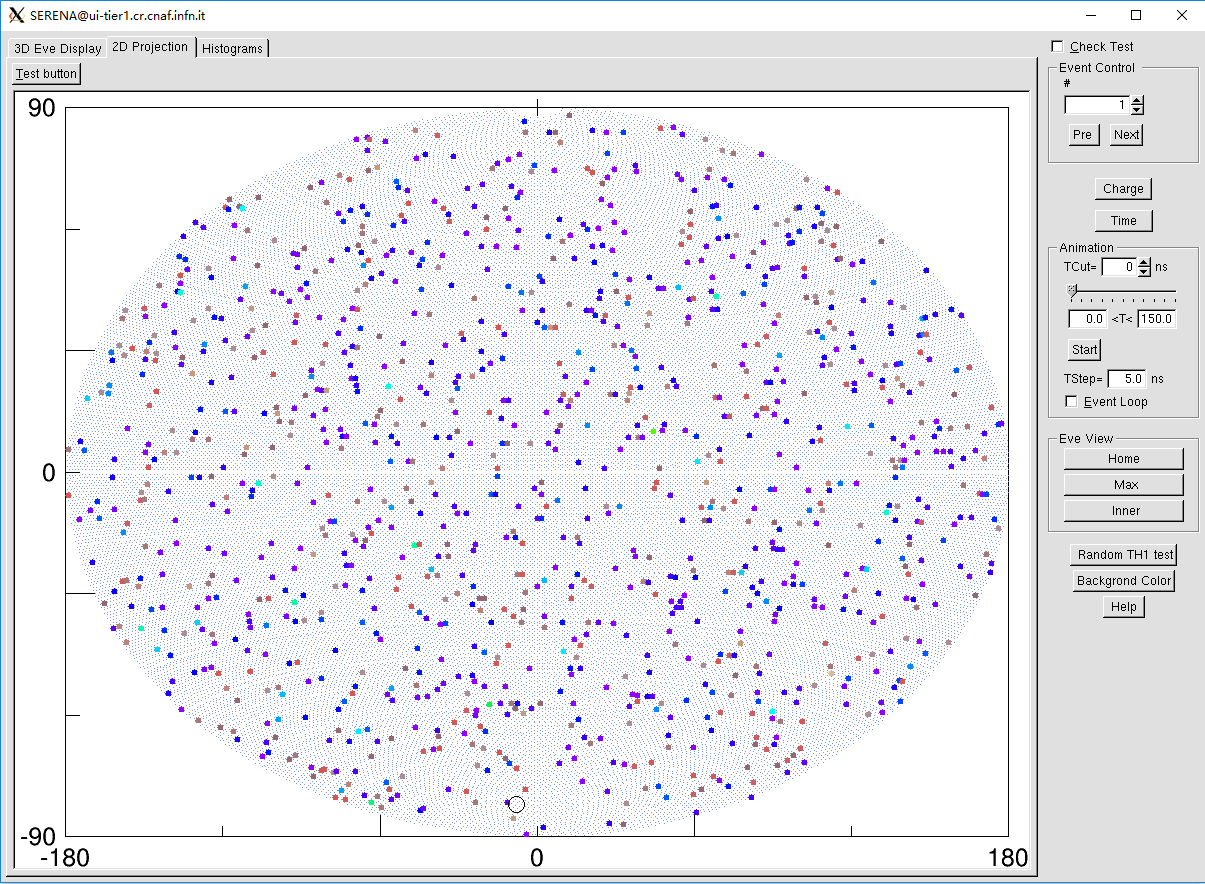 SERENA@ui-tier1.cr.cnaf.infn.it
3D Eve Display
2D Projection
Histograms
Test button
90
0
-90
-180
0
180
Check Test
Event Control
#
1
Pre
Next
Charge
Time
Animation
TCut= 0 ns
0.0 <T< 150.0
Start
TStep= 5.0 ns
Event Loop
Eve View
Home
Max
Inner
Random TH1 test
Backgrond Color
Help